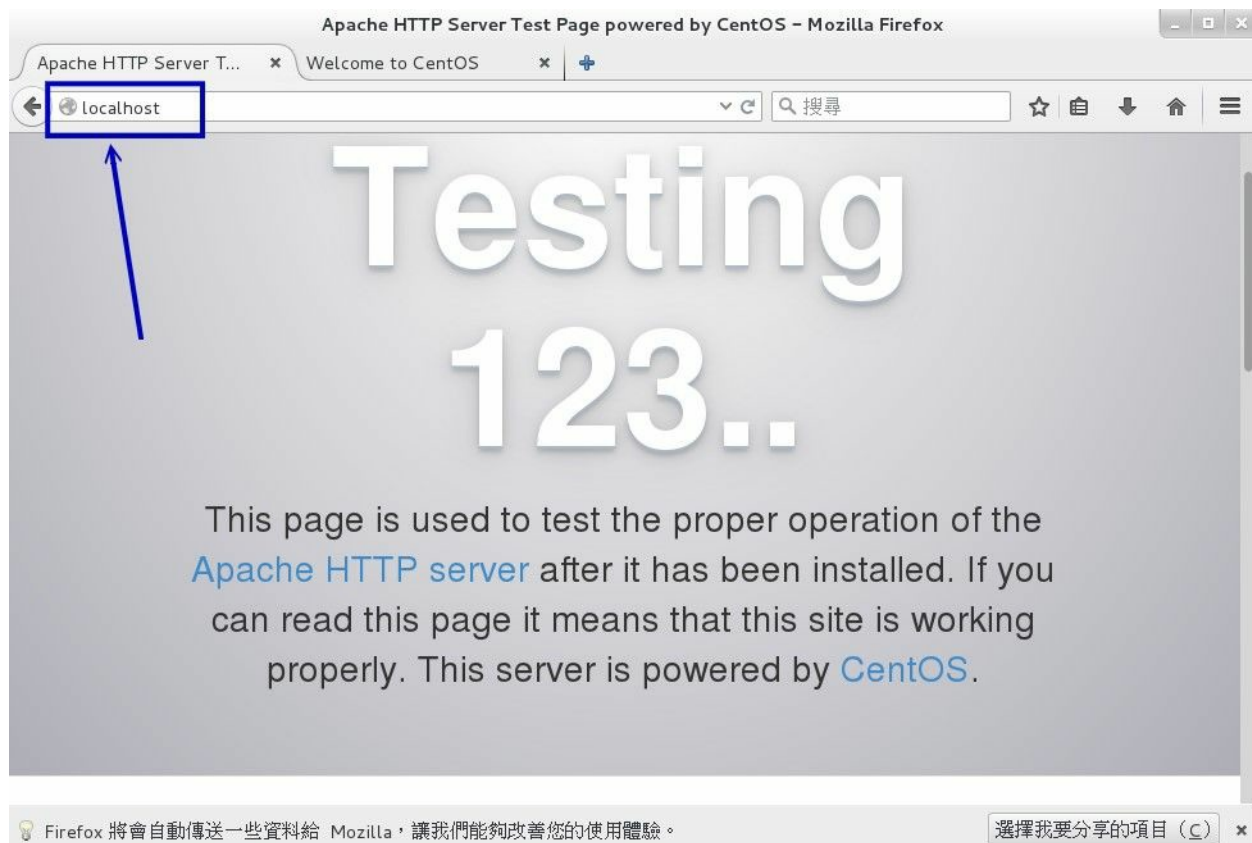 Apache HTTP Server Test Page powered by CentOS – Mozilla Firefox
Apache HTTP Server T... Welcome to CentOS
localhost 搜尋
Testing
123..
This page is used to test the proper operation of the
Apache HTTP server after it has been installed. If you
can read this page it means that this site is working
properly. This server is powered by CentOS.
Firefox 將會自動傳送一些資料給 Mozilla，讓我們能夠改善您的使用體驗。 選擇我要分享的項目 (C)